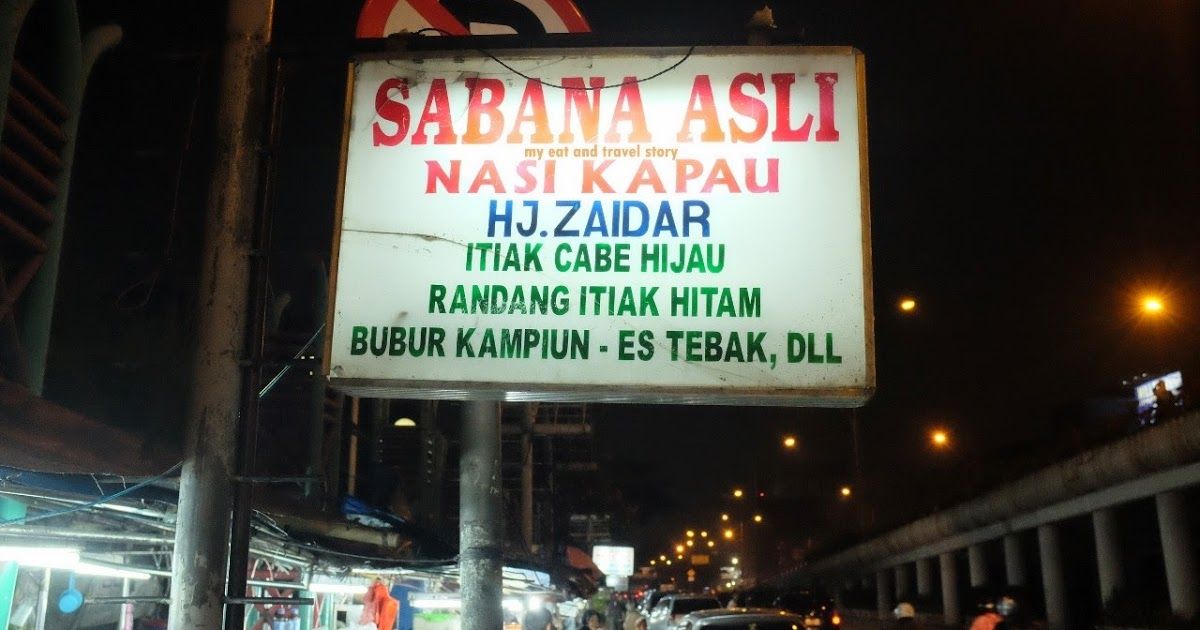 SABANA ASLI
my eat and travel story
NASI KAPAU
HJ.ZAIDAR
ITIAK CABE HIJAU
RANDANG ITIAK HITAM
BUBUR KAMPIUN - ES TEBAK, DLL